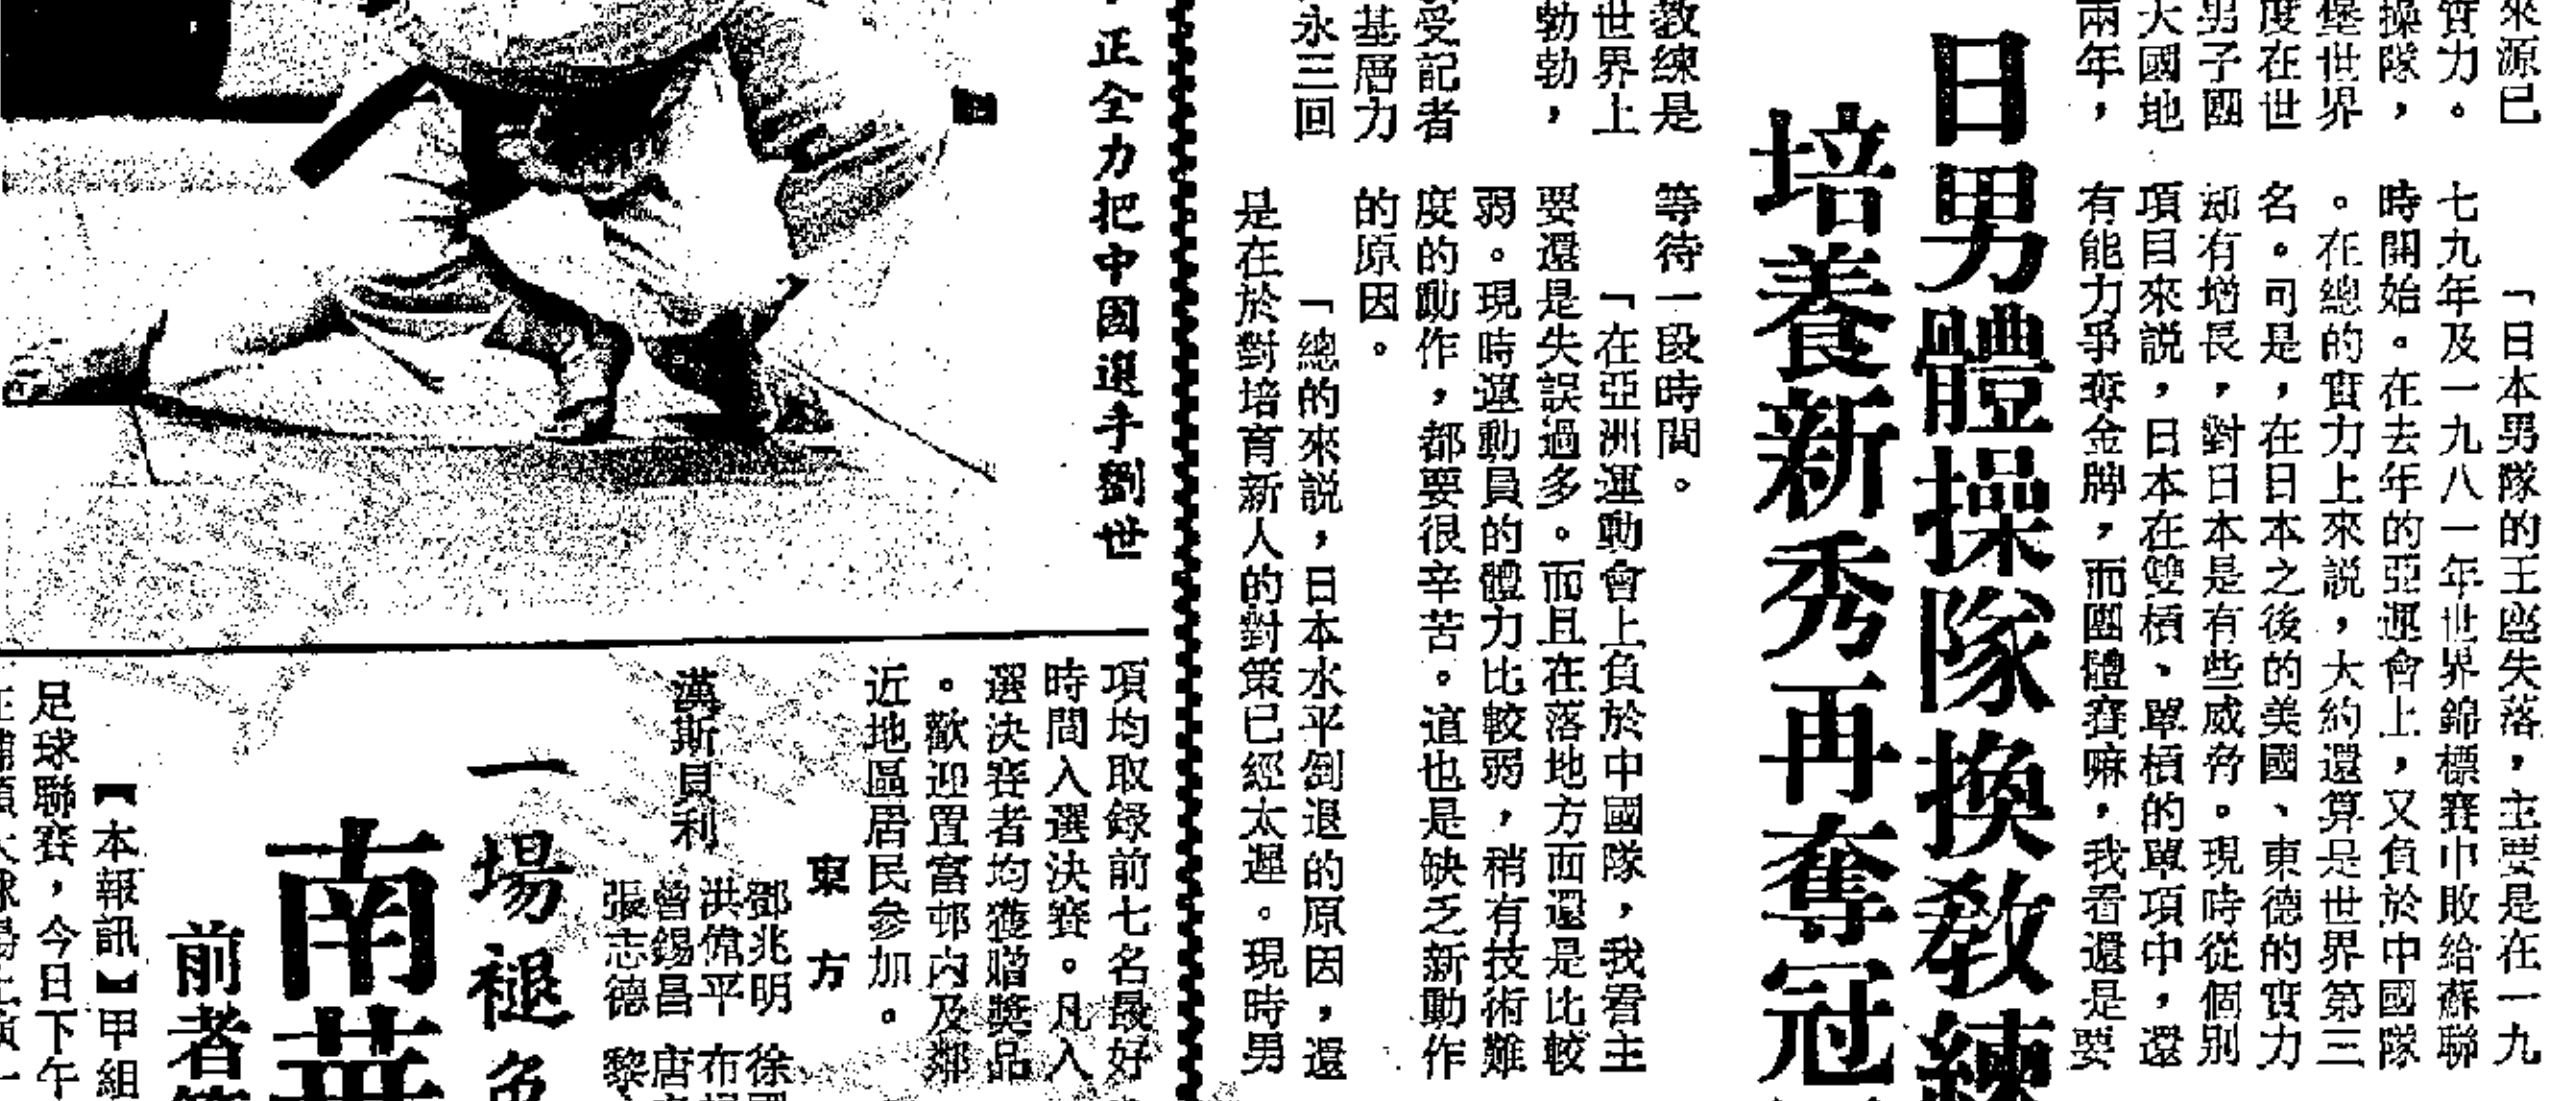 來源已
實力。
操隊，
堡世界
度在世
男子團
大國地
兩年，
「日本男隊的王座失落，主要是在一九
七九年及一九八一年世界錦標賽中敗給蘇聯
時開始。在去年的亞運會上，又負於中國隊
。在總的實力上來説，大約還算是世界第三
名。可是，在日本之後的美國、東德的實力
却有增長，對日本是有些威脅。現時從個別
項目來説，日本在雙槓、單槓的單項中，還
有能力爭奪金牌，而團體賽嘛，我看還是要
日男體操隊換教練
培養新秀再奪冠
教練是
世界上
勃勃，
受記者
基層力
永三回
等待一段時間。
「在亞洲運動會上負於中國隊，我看主
要還是失誤過多。而且在落地方面還是比較
弱。現時運動員的體力比較弱，稍有技術難
度的動作，都要很辛苦。這也是缺乏新動作
的原因。
「總的來説，日本水平倒退的原因，還
是在於對培育新人的對策已經太遲。現時男
正全力把中國選手劉世
項均取錄前七名最好
時間入選決賽。凡入
選決賽者均獲贈獎品
。歡迎置富邨內及鄰
近地區居民參加。
東方
鄧兆明 徐
洪偉平 布
曾錫昌 唐
張志德 黎
漢斯貝利
一場褪色
南華
前者
【本報訊】甲組
足球聯賽，今日下午